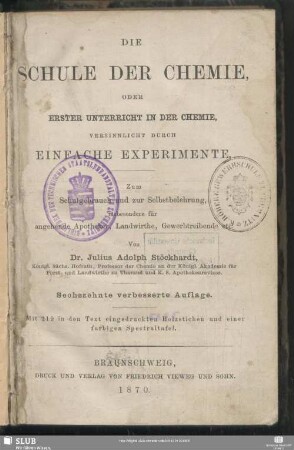 DIE
SCHULE DER CHEMIE,
ODER
ERSTER UNTERRICHT IN DER CHEMIE,
VERSINNLICHT DURCH
EINFACHE EXPERIMENTE.
Zum
Schulgebrauch und zur Selbstbelehrung,
insbesondere für
angehende Apotheker, Landwirthe, Gewerbtreibende
Von
Dr. Julius Adolph Stöckhardt,
Königl. Sächs. Hofrath, Professor der Chemie an der Königl. Akademie für
Forst- und Landwirthe zu Tharand und K. S. Apothekenrevisor.
Sechszehnte verbesserte Auflage.
Mit in den Text eingedruckten Holzstichen und einer
farbigen Spectraltafel.
BRAUNSCHWEIG,
DRUCK UND VERLAG VON FRIEDRICH VIEWEG UND SOHN.
1870.
SLUB